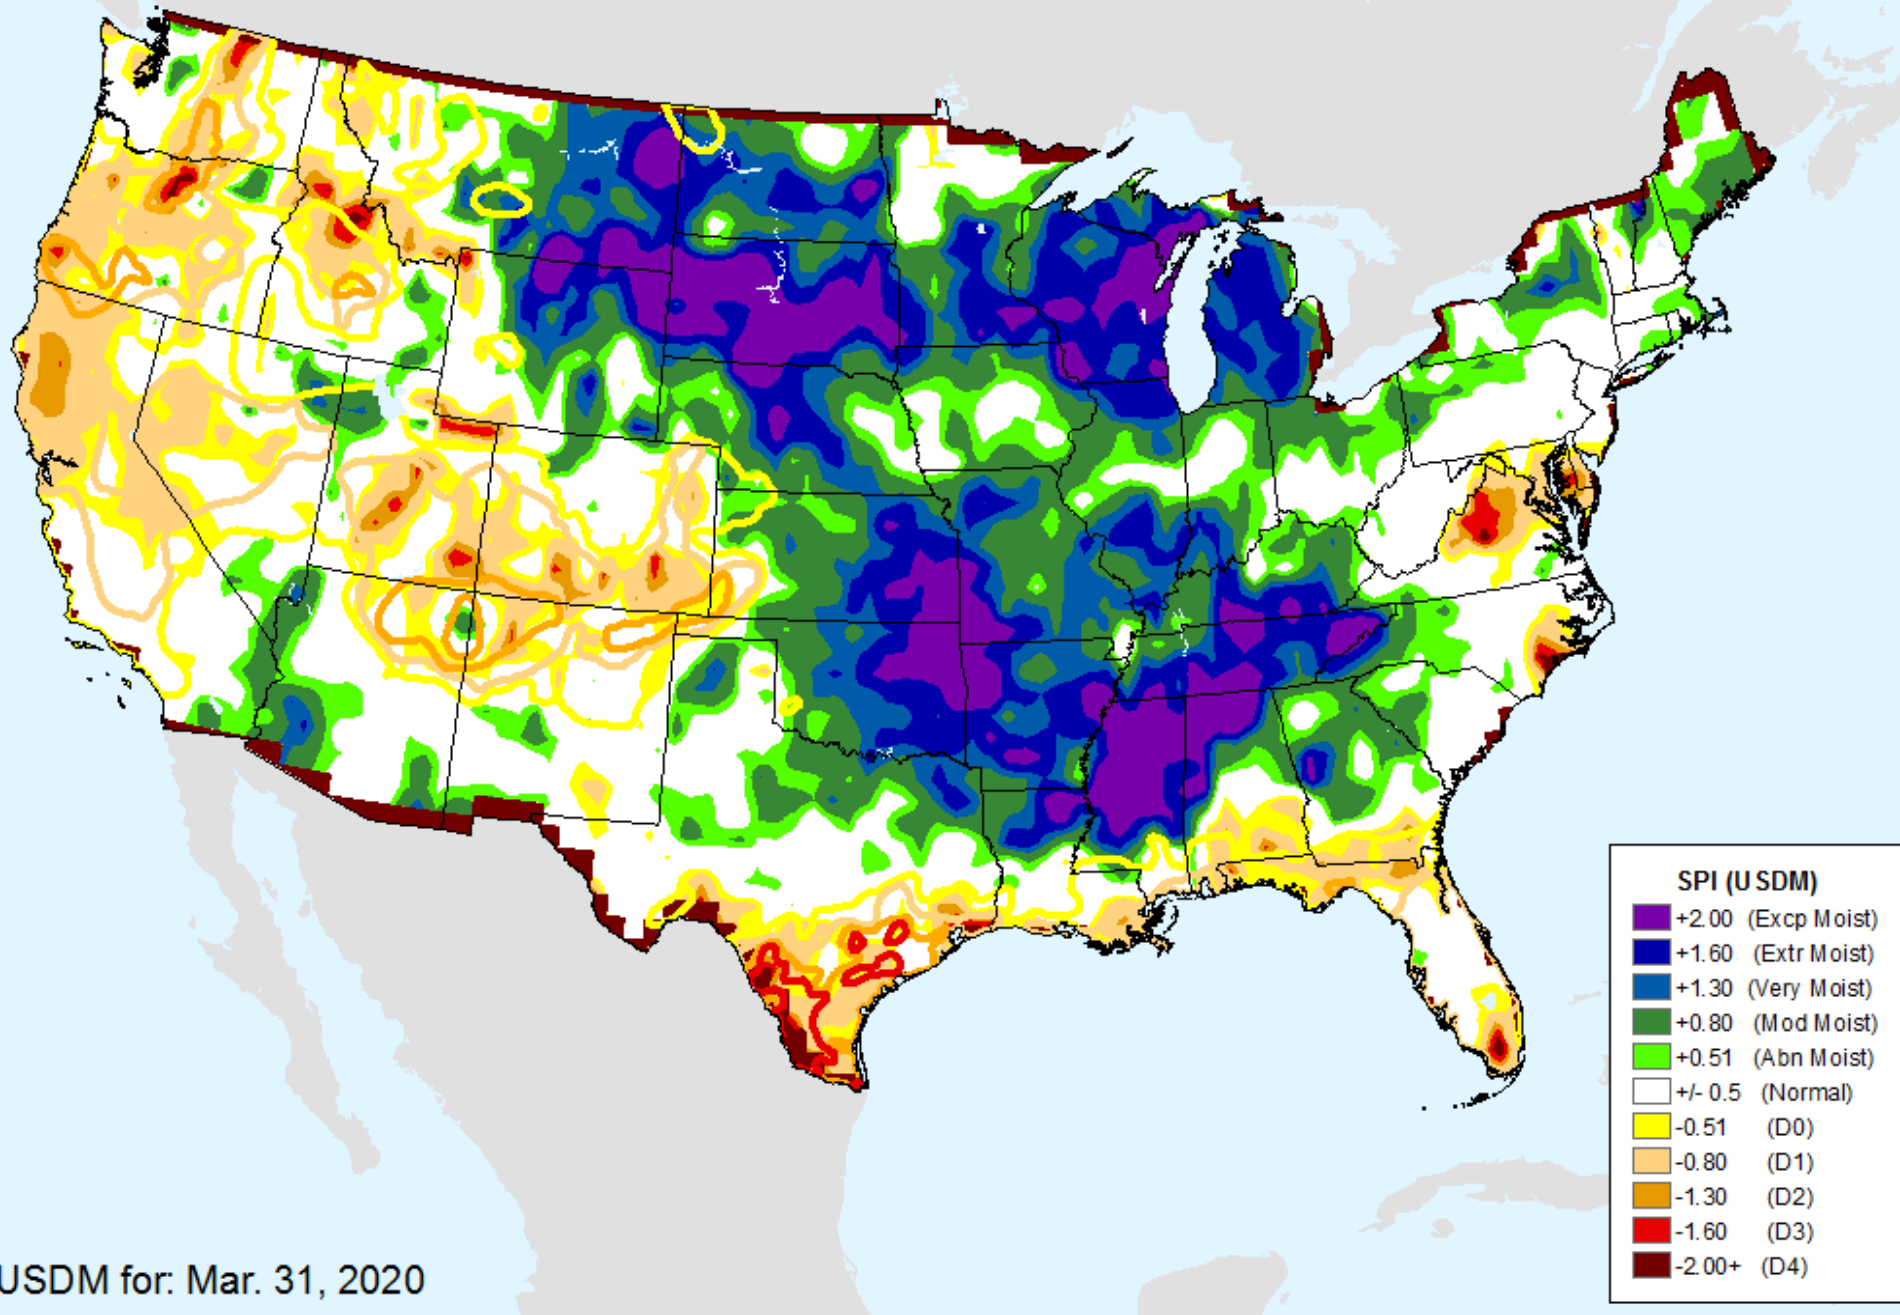 SPI (USDM)
+2.00 (Excp Moist)
+1.60 (Extr Moist)
+1.30 (Very Moist)
+0.80 (Mod Moist)
+0.51 (Abn Moist)
+/- 0.5 (Normal)
-0.51 (D0)
-0.80 (D1)
-1.30 (D2)
-1.60 (D3)
-2.00+ (D4)
USDM for: Mar. 31, 2020